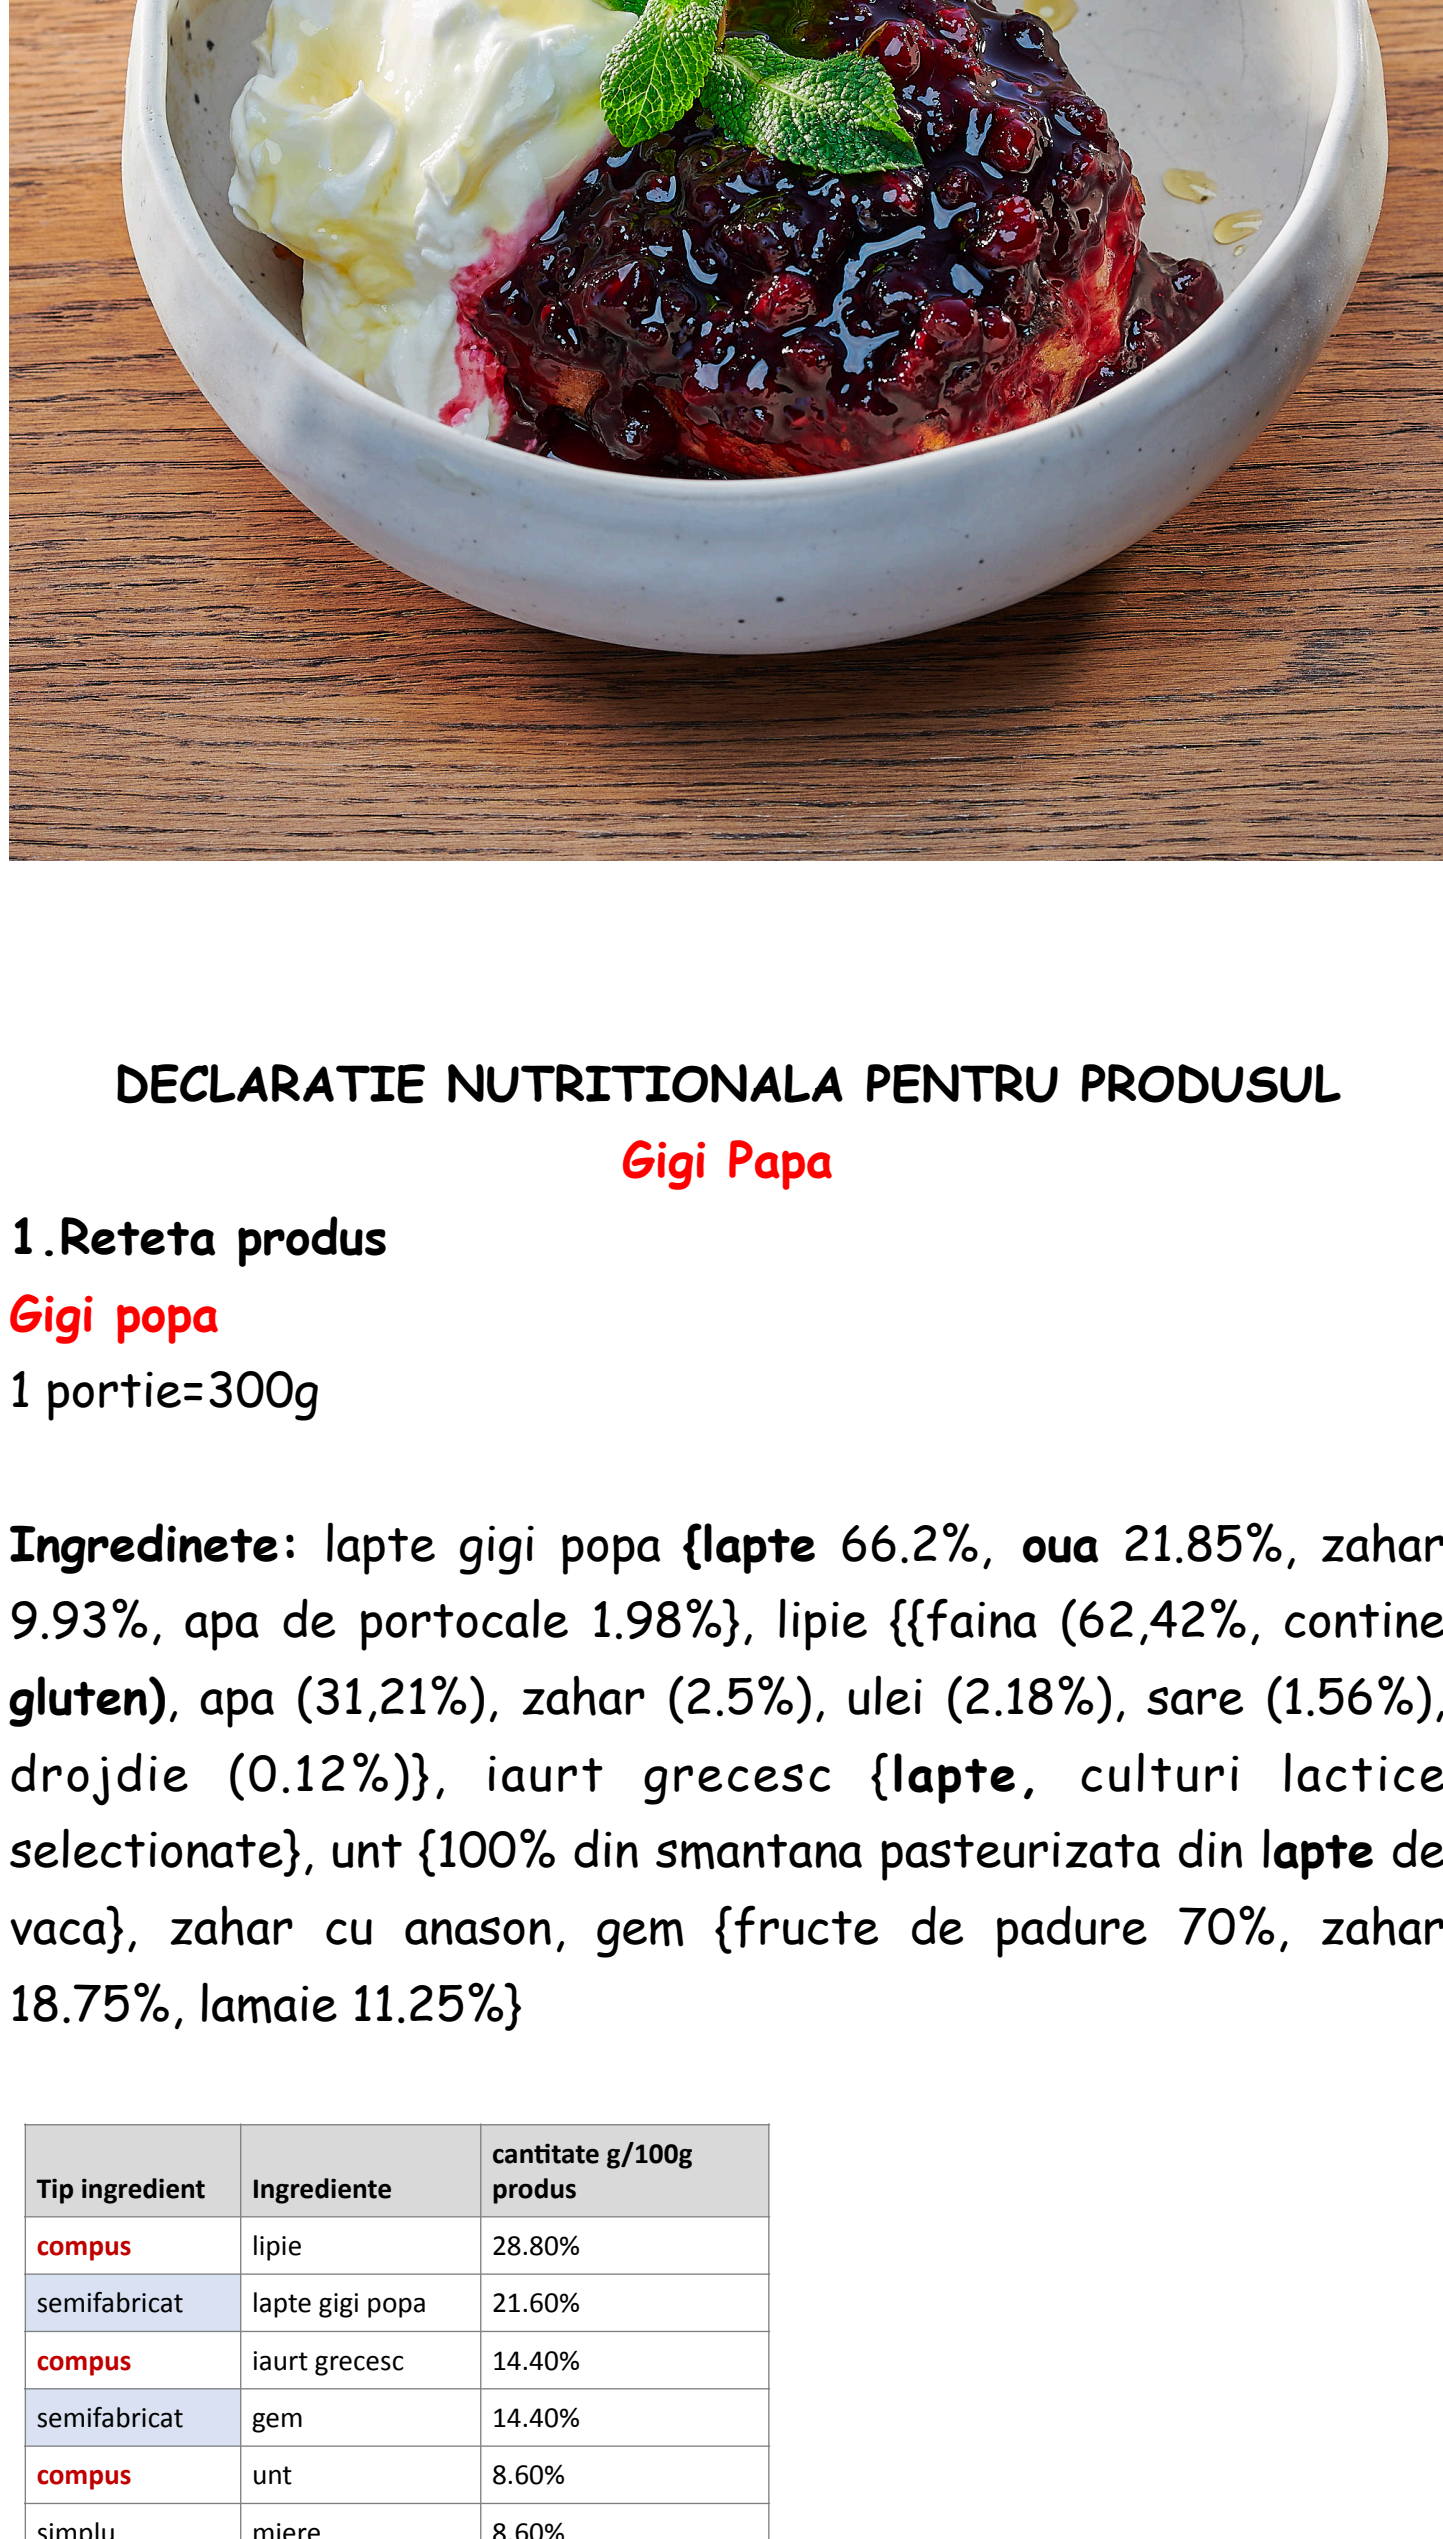 DECLARATIE NUTRITIONALA PENTRU PRODUSUL
Gigi Papa
1.Reteta produs
Gigi popa
1 portie=300g
Ingredinete: lapte gigi popa {lapte 66.2%, oua 21.85%, zahar
9.93%, apa de portocale 1.98%}, lipie {{faina (62,42%, contine
gluten), apa (31,21%), zahar (2.5%), ulei (2.18%), sare (1.56%),
drojdie (0.12%)}, iaurt grecesc {lapte, culturi lactice
selectionate}, unt {100% din smantana pasteurizata din lapte de
vaca}, zahar cu anason, gem {fructe de padure 70%, zahar
18.75%, lamaie 11.25%}
Tip ingredient Ingrediente cantitate g/100g
produs
compus lipie 28.80%
semifabricat lapte gigi popa 21.60%
compus iaurt grecesc 14.40%
semifabricat gem 14.40%
compus unt 8.60%
simplu miere 8.60%